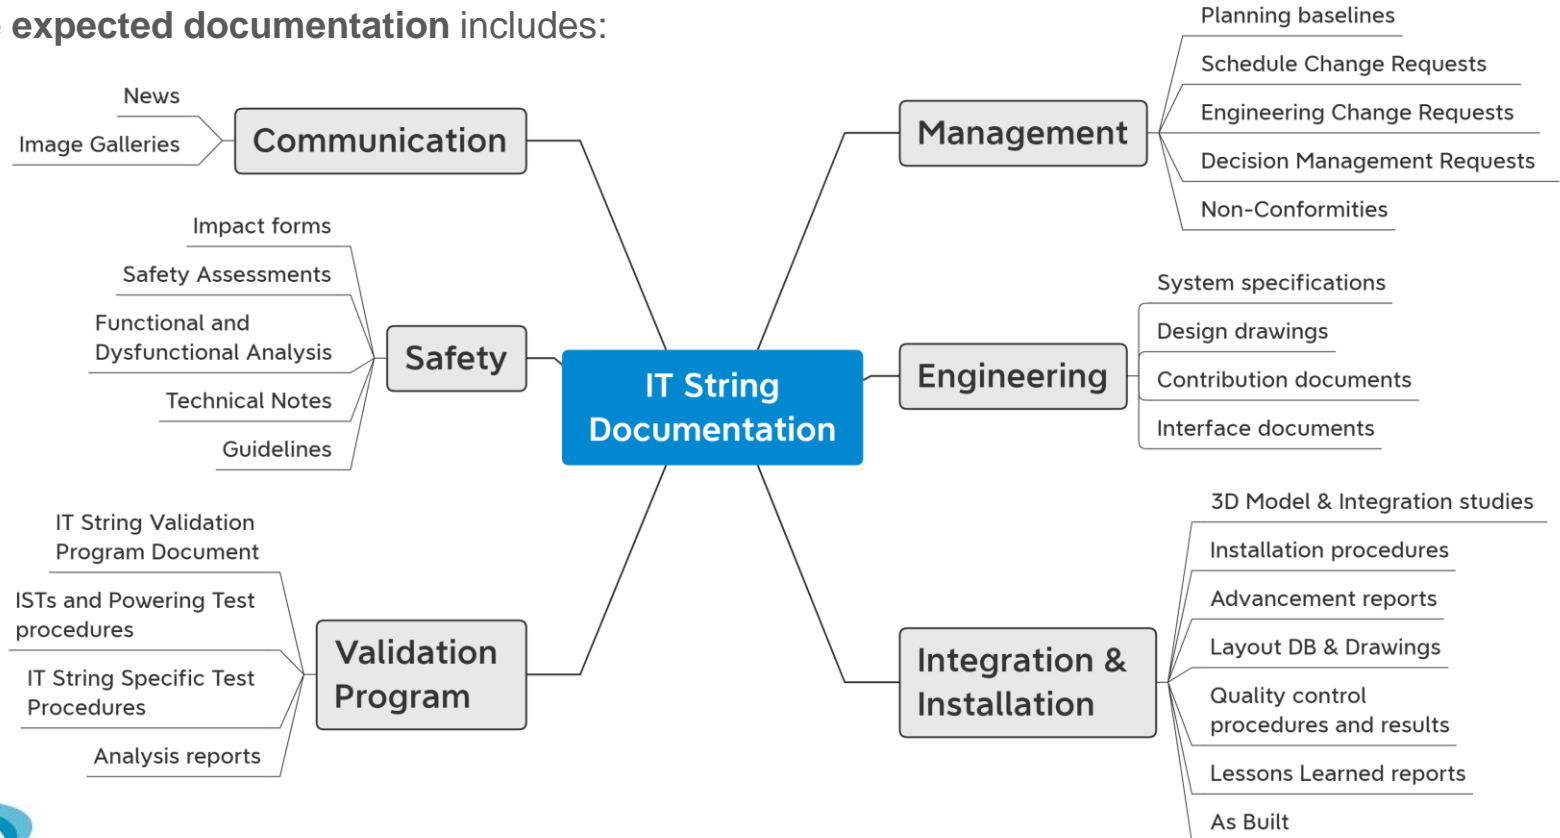 expected documentation includes:
Communication
News
Image Galleries
Safety
Impact forms
Safety Assessments
Functional and
Dysfunctional Analysis
Technical Notes
Guidelines
Validation
Program
IT String Validation
Program Document
ISTs and Powering Test
procedures
IT String Specific Test
Procedures
Analysis reports
IT String
Documentation
Management
Planning baselines
Schedule Change Requests
Engineering Change Requests
Decision Management Requests
Non-Conformities
Engineering
System specifications
Design drawings
Contribution documents
Interface documents
Integration &
Installation
3D Model & Integration studies
Installation procedures
Advancement reports
Layout DB & Drawings
Quality control
procedures and results
Lessons Learned reports
As Built